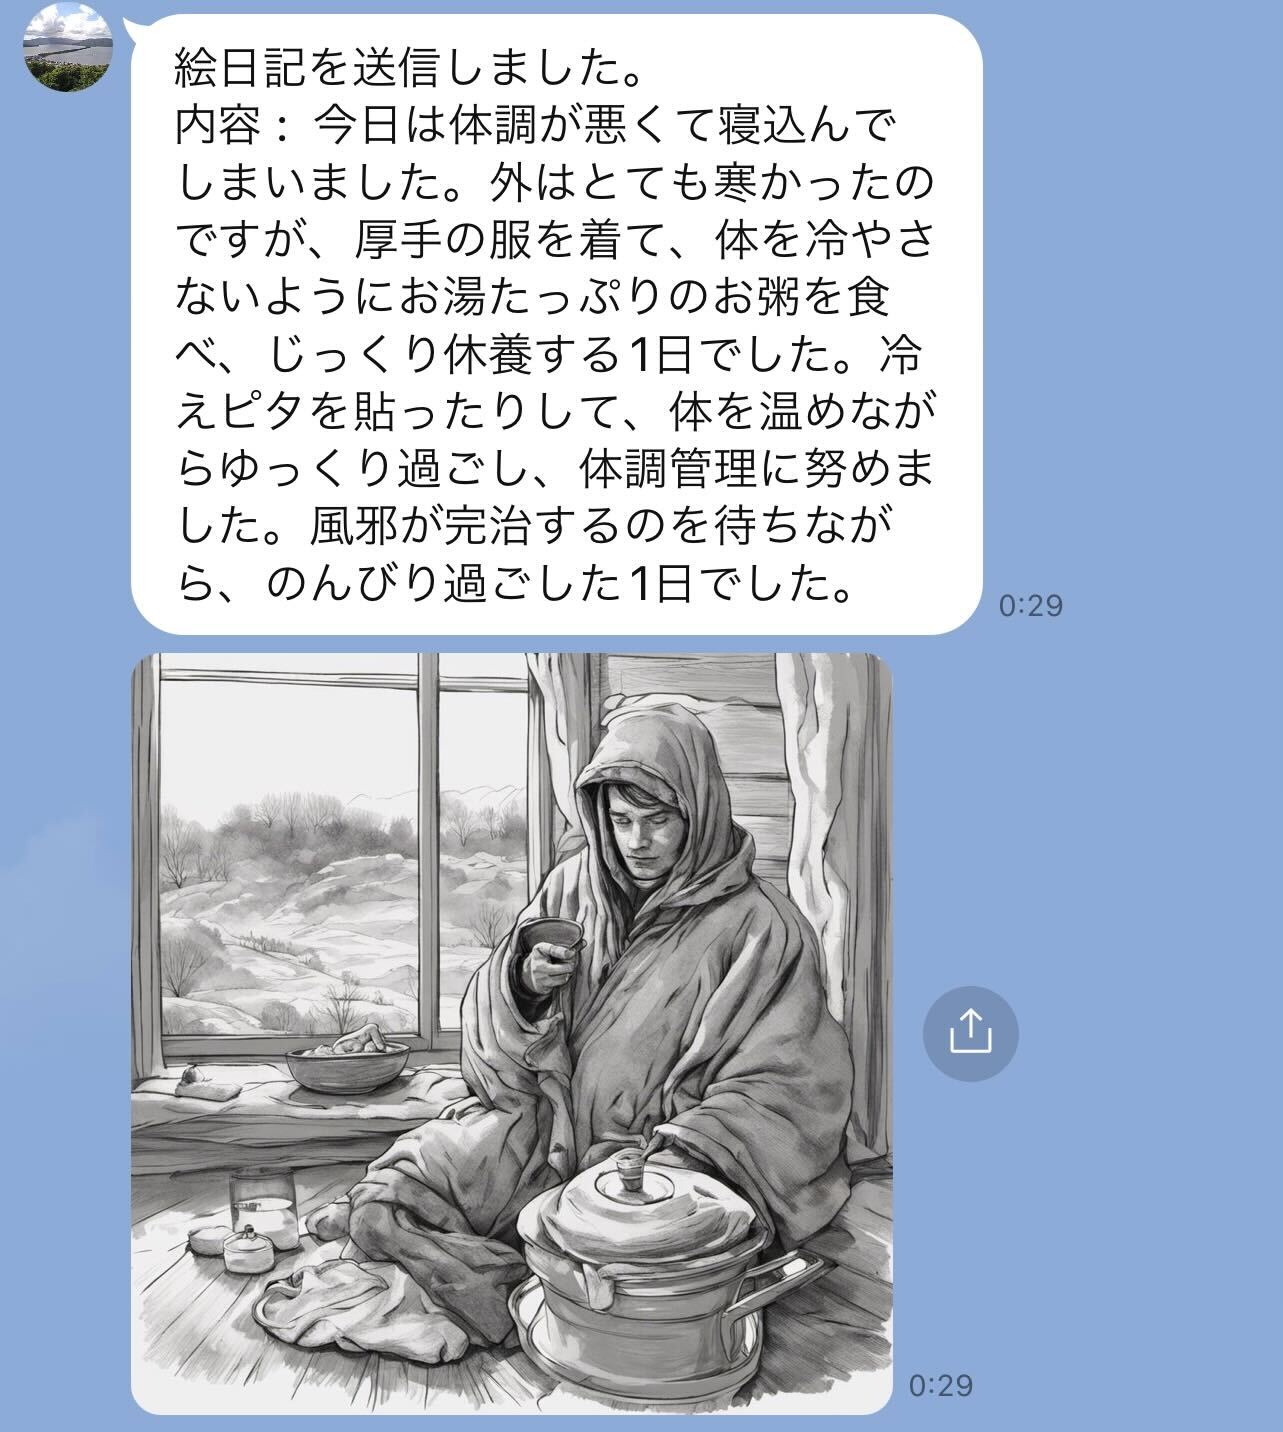 絵日記を送信しました。
内容： 今日は体調が悪くて寝込んで
しまいました。外はとても寒かったの
ですが、厚手の服を着て、体を冷やさ
ないようにお湯たっぷりのお粥を食
べ、じっくり休養する1日でした。冷
えピタを貼ったりして、体を温めなが
らゆっくり過ごし、体調管理に努めま
した。風邪が完治するのを待ちなが
ら、のんびり過ごした1日でした。
0:29
0:29